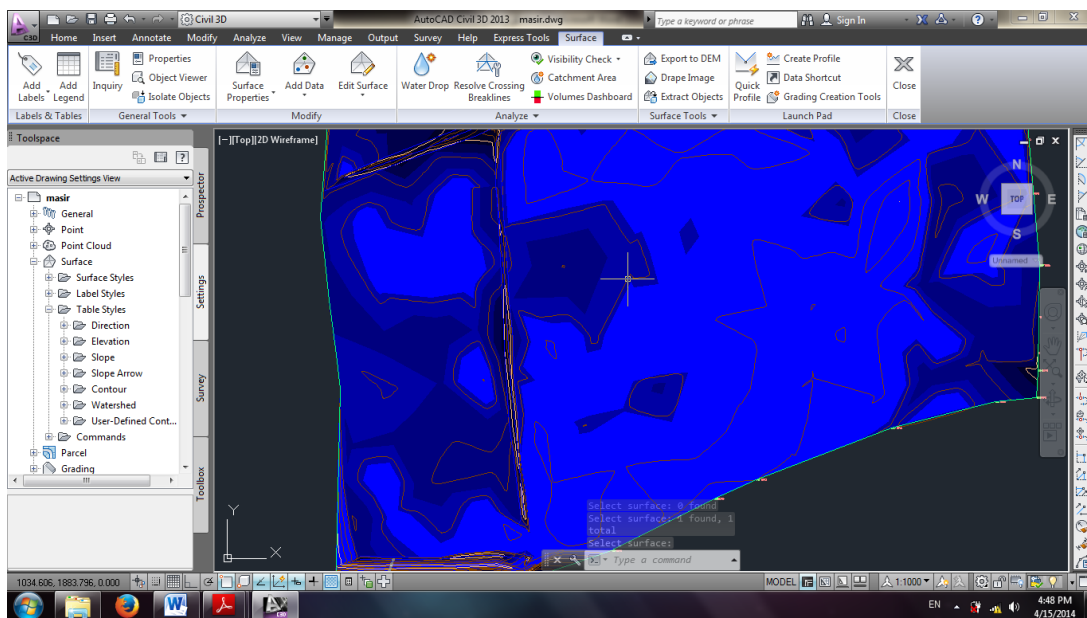 Civil 3D
AutoCAD Civil 3D 2013 masir.dwg
Type a keyword or phrase
Sign In
C3D
Home Insert Annotate Modify Analyze View Manage Output Survey Help Express Tools Surface
Add Labels
Add Legend
Labels & Tables
Inquiry
Properties
Object Viewer
Isolate Objects
General Tools
Surface Properties
Add Data
Edit Surface
Modify
Water Drop
Resolve Crossing Breaklines
Visibility Check
Catchment Area
Volumes Dashboard
Analyze
Export to DEM
Drape Image
Extract Objects
Surface Tools
Quick Profile
Create Profile
Data Shortcut
Grading Creation Tools
Launch Pad
Close
Close
Toolspace
Active Drawing Settings View
masir
General
Point
Point Cloud
Surface
Surface Styles
Label Styles
Table Styles
Direction
Elevation
Slope
Slope Arrow
Contour
Watershed
User-Defined Cont...
Commands
Parcel
Grading
Prospector
Settings
Survey
Toolbox
[−][Top][2D Wireframe]
N
W TOP E
S
Unnamed
Y
X
Select surface: 0 found
Select surface: 1 found, 1
total
Select surface:
Type a command
1034.606, 1883.796, 0.000
MODEL
1:1000
EN
4:48 PM
4/15/2014